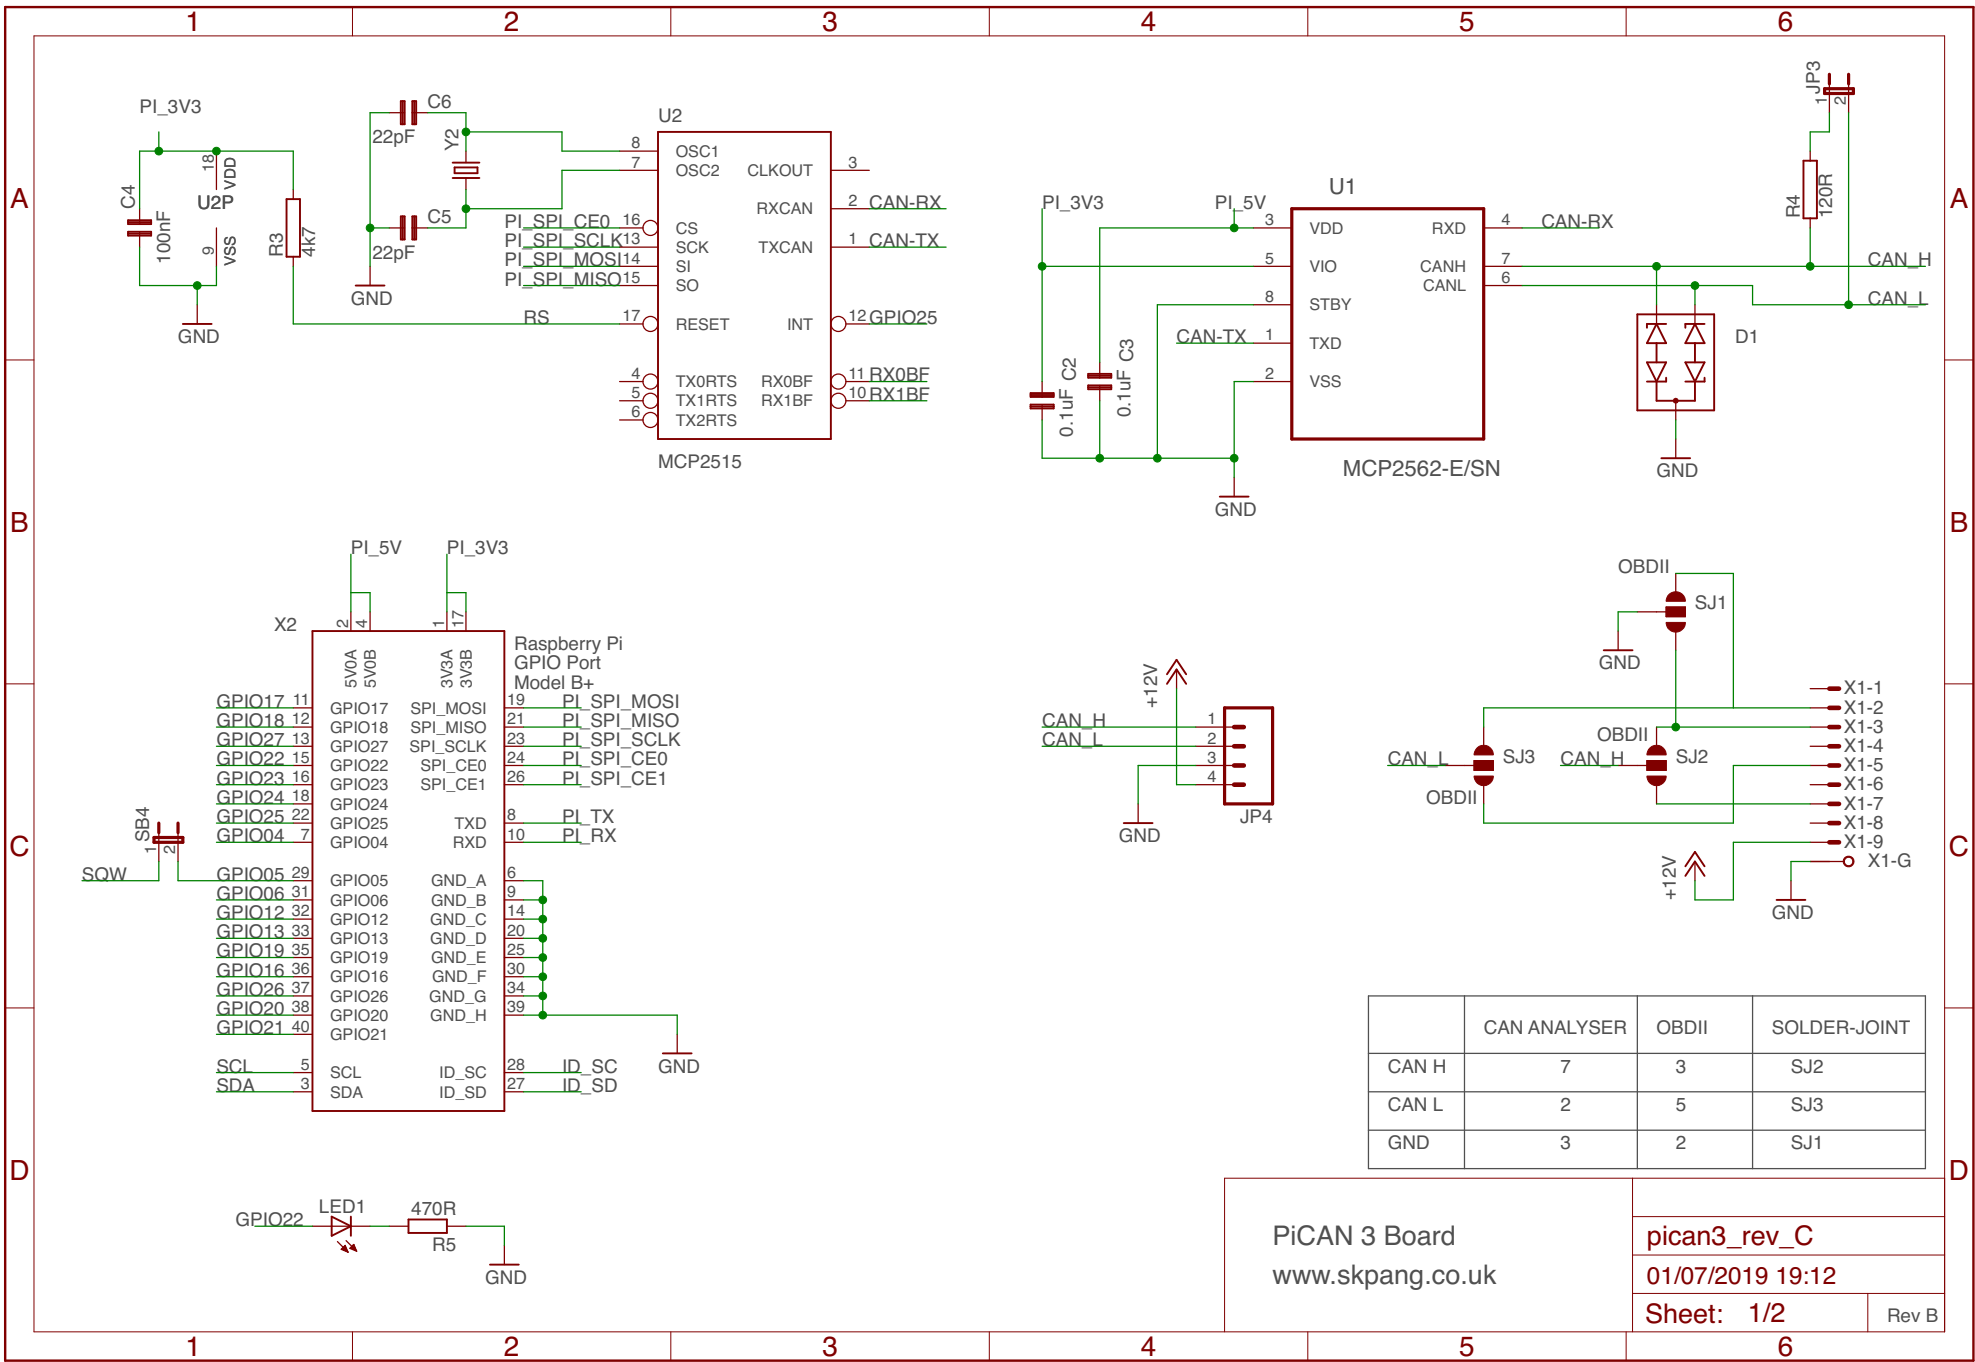 1 2 3 4 5 6
A
B
C
D
A
B
C
D
1 2 3 4 5 6
PI_3V3
C4
100nF
18
VDD
U2P
9
VSS
R3
4k7
GND
C6
22pF
Y2
C5
22pF
GND
U2
8 OSC1
7 OSC2
PI_SPI_CE0 16 CS
PI_SPI_SCLK 13 SCK
PI_SPI_MOSI 14 SI
PI_SPI_MISO 15 SO
RS 17 RESET
4 TX0RTS
5 TX1RTS
6 TX2RTS
CLKOUT 3
RXCAN 2 CAN-RX
TXCAN 1 CAN-TX
INT 12 GPIO25
RX0BF 11 RX0BF
RX1BF 10 RX1BF
MCP2515
PI_3V3
PI_5V
U1
3 VDD
5 VIO
8 STBY
CAN-TX 1 TXD
2 VSS
RXD 4 CAN-RX
CANH 7
CANL 6
MCP2562-E/SN
0.1uF C2
0.1uF C3
GND
JP3
1
2
R4
120R
CAN_H
CAN_L
D1
GND
PI_5V
PI_3V3
X2
2 4 1 17
5V0A
5V0B
3V3A
3V3B
Raspberry Pi
GPIO Port
Model B+
GPIO17 11 GPIO17 SPI_MOSI 19 PI_SPI_MOSI
GPIO18 12 GPIO18 SPI_MISO 21 PI_SPI_MISO
GPIO27 13 GPIO27 SPI_SCLK 23 PI_SPI_SCLK
GPIO22 15 GPIO22 SPI_CE0 24 PI_SPI_CE0
GPIO23 16 GPIO23 SPI_CE1 26 PI_SPI_CE1
GPIO24 18 GPIO24
GPIO25 22 GPIO25 TXD 8 PI_TX
GPIO04 7 GPIO04 RXD 10 PI_RX
SB4
1
2
SQW
GPIO05 29 GPIO05 GND_A 6
GPIO06 31 GPIO06 GND_B 9
GPIO12 32 GPIO12 GND_C 14
GPIO13 33 GPIO13 GND_D 20
GPIO19 35 GPIO19 GND_E 25
GPIO16 36 GPIO16 GND_F 30
GPIO26 37 GPIO26 GND_G 34
GPIO20 38 GPIO20 GND_H 39
GPIO21 40 GPIO21
GND
SCL 5 SCL ID_SC 28 ID_SC
SDA 3 SDA ID_SD 27 ID_SD
+12V
CAN_H 1
CAN_L 2
3
4
GND
JP4
OBDII
SJ1
GND
OBDII
CAN_L SJ3
CAN_H SJ2
OBDII
X1-1
X1-2
X1-3
X1-4
X1-5
X1-6
X1-7
X1-8
X1-9
X1-G
+12V
GND
CAN ANALYSER OBDII SOLDER-JOINT
CAN H 7 3 SJ2
CAN L 2 5 SJ3
GND 3 2 SJ1
GPIO22
LED1
470R
R5
GND
PiCAN 3 Board
www.skpang.co.uk
pican3_rev_C
01/07/2019 19:12
Sheet: 1/2
Rev B